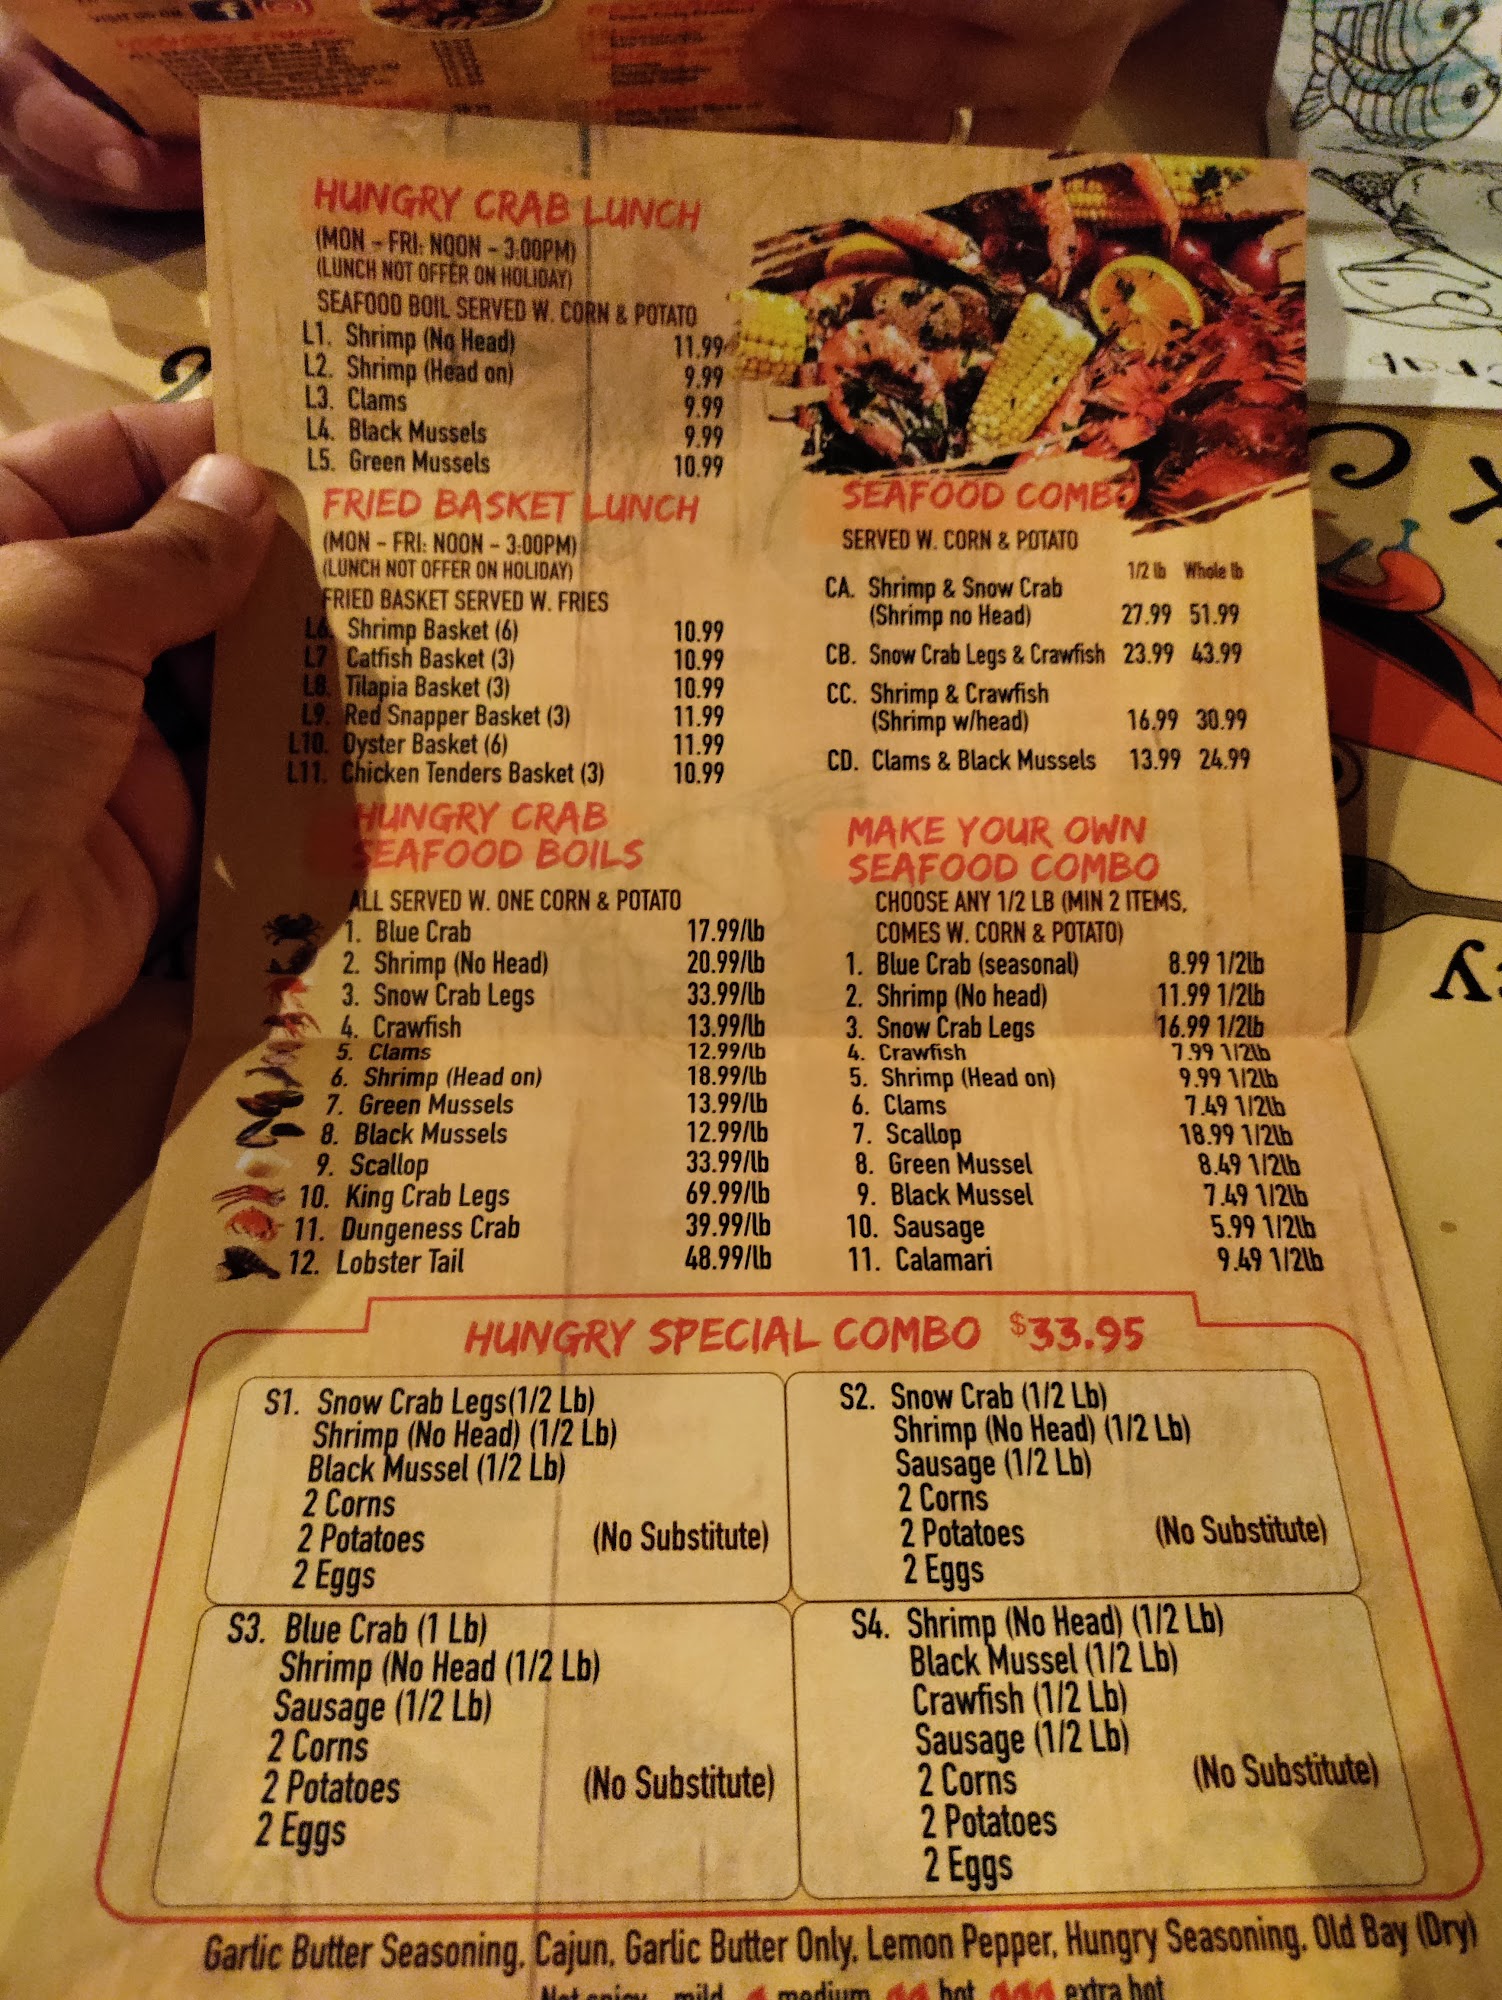 VISIT US ON
HUNGRY CRAB LUNCH
(MON - FRI: NOON - 3:00PM)
(LUNCH NOT OFFER ON HOLIDAY)
SEAFOOD BOIL SERVED W. CORN & POTATO
L1. Shrimp (No Head) 11.99
L2. Shrimp (Head on) 9.99
L3. Clams 9.99
L4. Black Mussels 9.99
L5. Green Mussels 10.99
FRIED BASKET LUNCH
(MON - FRI: NOON - 3:00PM)
(LUNCH NOT OFFER ON HOLIDAY)
FRIED BASKET SERVED W. FRIES
L6. Shrimp Basket (6) 10.99
L7 Catfish Basket (3) 10.99
L8. Tilapia Basket (3) 10.99
L9. Red Snapper Basket (3) 11.99
L10. Oyster Basket (6) 11.99
L11. Chicken Tenders Basket (3) 10.99
HUNGRY CRAB
SEAFOOD BOILS
ALL SERVED W. ONE CORN & POTATO
1. Blue Crab 17.99/lb
2. Shrimp (No Head) 20.99/lb
3. Snow Crab Legs 33.99/lb
4. Crawfish 13.99/lb
5. Clams 12.99/lb
6. Shrimp (Head on) 18.99/lb
7. Green Mussels 13.99/lb
8. Black Mussels 12.99/lb
9. Scallop 33.99/lb
10. King Crab Legs 69.99/lb
11. Dungeness Crab 39.99/lb
12. Lobster Tail 48.99/lb
SEAFOOD COMBO
SERVED W. CORN & POTATO
1/2 lb Whole lb
CA. Shrimp & Snow Crab
(Shrimp no Head) 27.99 51.99
CB. Snow Crab Legs & Crawfish 23.99 43.99
CC. Shrimp & Crawfish
(Shrimp w/head) 16.99 30.99
CD. Clams & Black Mussels 13.99 24.99
MAKE YOUR OWN
SEAFOOD COMBO
CHOOSE ANY 1/2 LB (MIN 2 ITEMS,
COMES W. CORN & POTATO)
1. Blue Crab (seasonal) 8.99 1/2lb
2. Shrimp (No head) 11.99 1/2lb
3. Snow Crab Legs 16.99 1/2lb
4. Crawfish 7.99 1/2lb
5. Shrimp (Head on) 9.99 1/2lb
6. Clams 7.49 1/2lb
7. Scallop 18.99 1/2lb
8. Green Mussel 8.49 1/2lb
9. Black Mussel 7.49 1/2lb
10. Sausage 5.99 1/2lb
11. Calamari 9.49 1/2lb
HUNGRY SPECIAL COMBO $33.95
S1. Snow Crab Legs(1/2 Lb)
Shrimp (No Head) (1/2 Lb)
Black Mussel (1/2 Lb)
2 Corns
2 Potatoes (No Substitute)
2 Eggs
S2. Snow Crab (1/2 Lb)
Shrimp (No Head) (1/2 Lb)
Sausage (1/2 Lb)
2 Corns
2 Potatoes (No Substitute)
2 Eggs
S3. Blue Crab (1 Lb)
Shrimp (No Head (1/2 Lb)
Sausage (1/2 Lb)
2 Corns
2 Potatoes (No Substitute)
2 Eggs
S4. Shrimp (No Head) (1/2 Lb)
Black Mussel (1/2 Lb)
Crawfish (1/2 Lb)
Sausage (1/2 Lb)
2 Corns (No Substitute)
2 Potatoes
2 Eggs
Garlic Butter Seasoning, Cajun, Garlic Butter Only, Lemon Pepper, Hungry Seasoning, Old Bay (Dry)
Not spicy mild medium hot extra hot